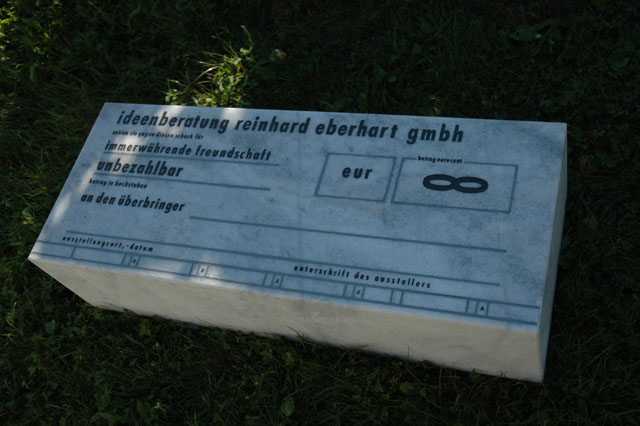 ideenberatung reinhard eberhart gmbh
zahlen sie gegen diesen scheck für
immerwährende freundschaft
unbezahlbar
betrag in buchstaben
eur
betrag euro cent
∞
an den überbringer
ausstellungsort,-datum
unterschrift des ausstellers